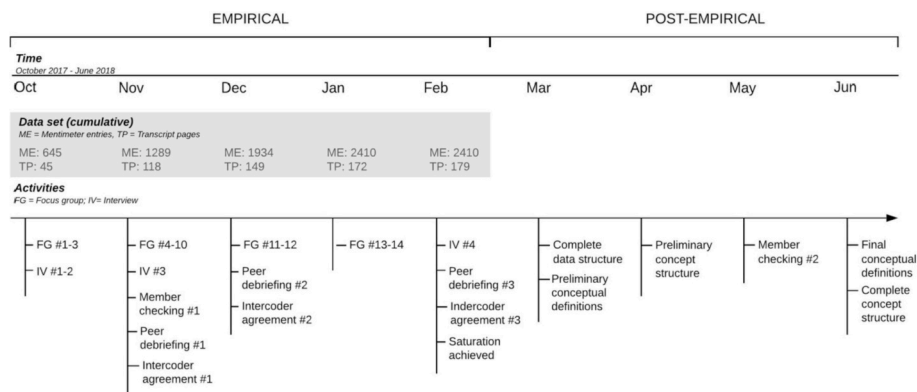 EMPIRICAL
POST-EMPIRICAL
Time
October 2017 - June 2018
Oct Nov Dec Jan Feb Mar Apr May Jun
Data set (cumulative)
ME = Mentimeter entries, TP = Transcript pages
ME: 645 ME: 1289 ME: 1934 ME: 2410 ME: 2410
TP: 45 TP: 118 TP: 149 TP: 172 TP: 179
Activities
FG = Focus group; IV= Interview
FG #1-3
IV #1-2
FG #4-10
IV #3
Member
checking #1
Peer
debriefing #1
Intercoder
agreement #1
FG #11-12
Peer
debriefing #2
Intercoder
agreement #2
FG #13-14
IV #4
Peer
debriefing #3
Indercoder
agreement #3
Saturation
achieved
Complete
data structure
Preliminary
conceptual
definitions
Preliminary
concept
structure
Member
checking #2
Final
conceptual
definitions
Complete
concept
structure